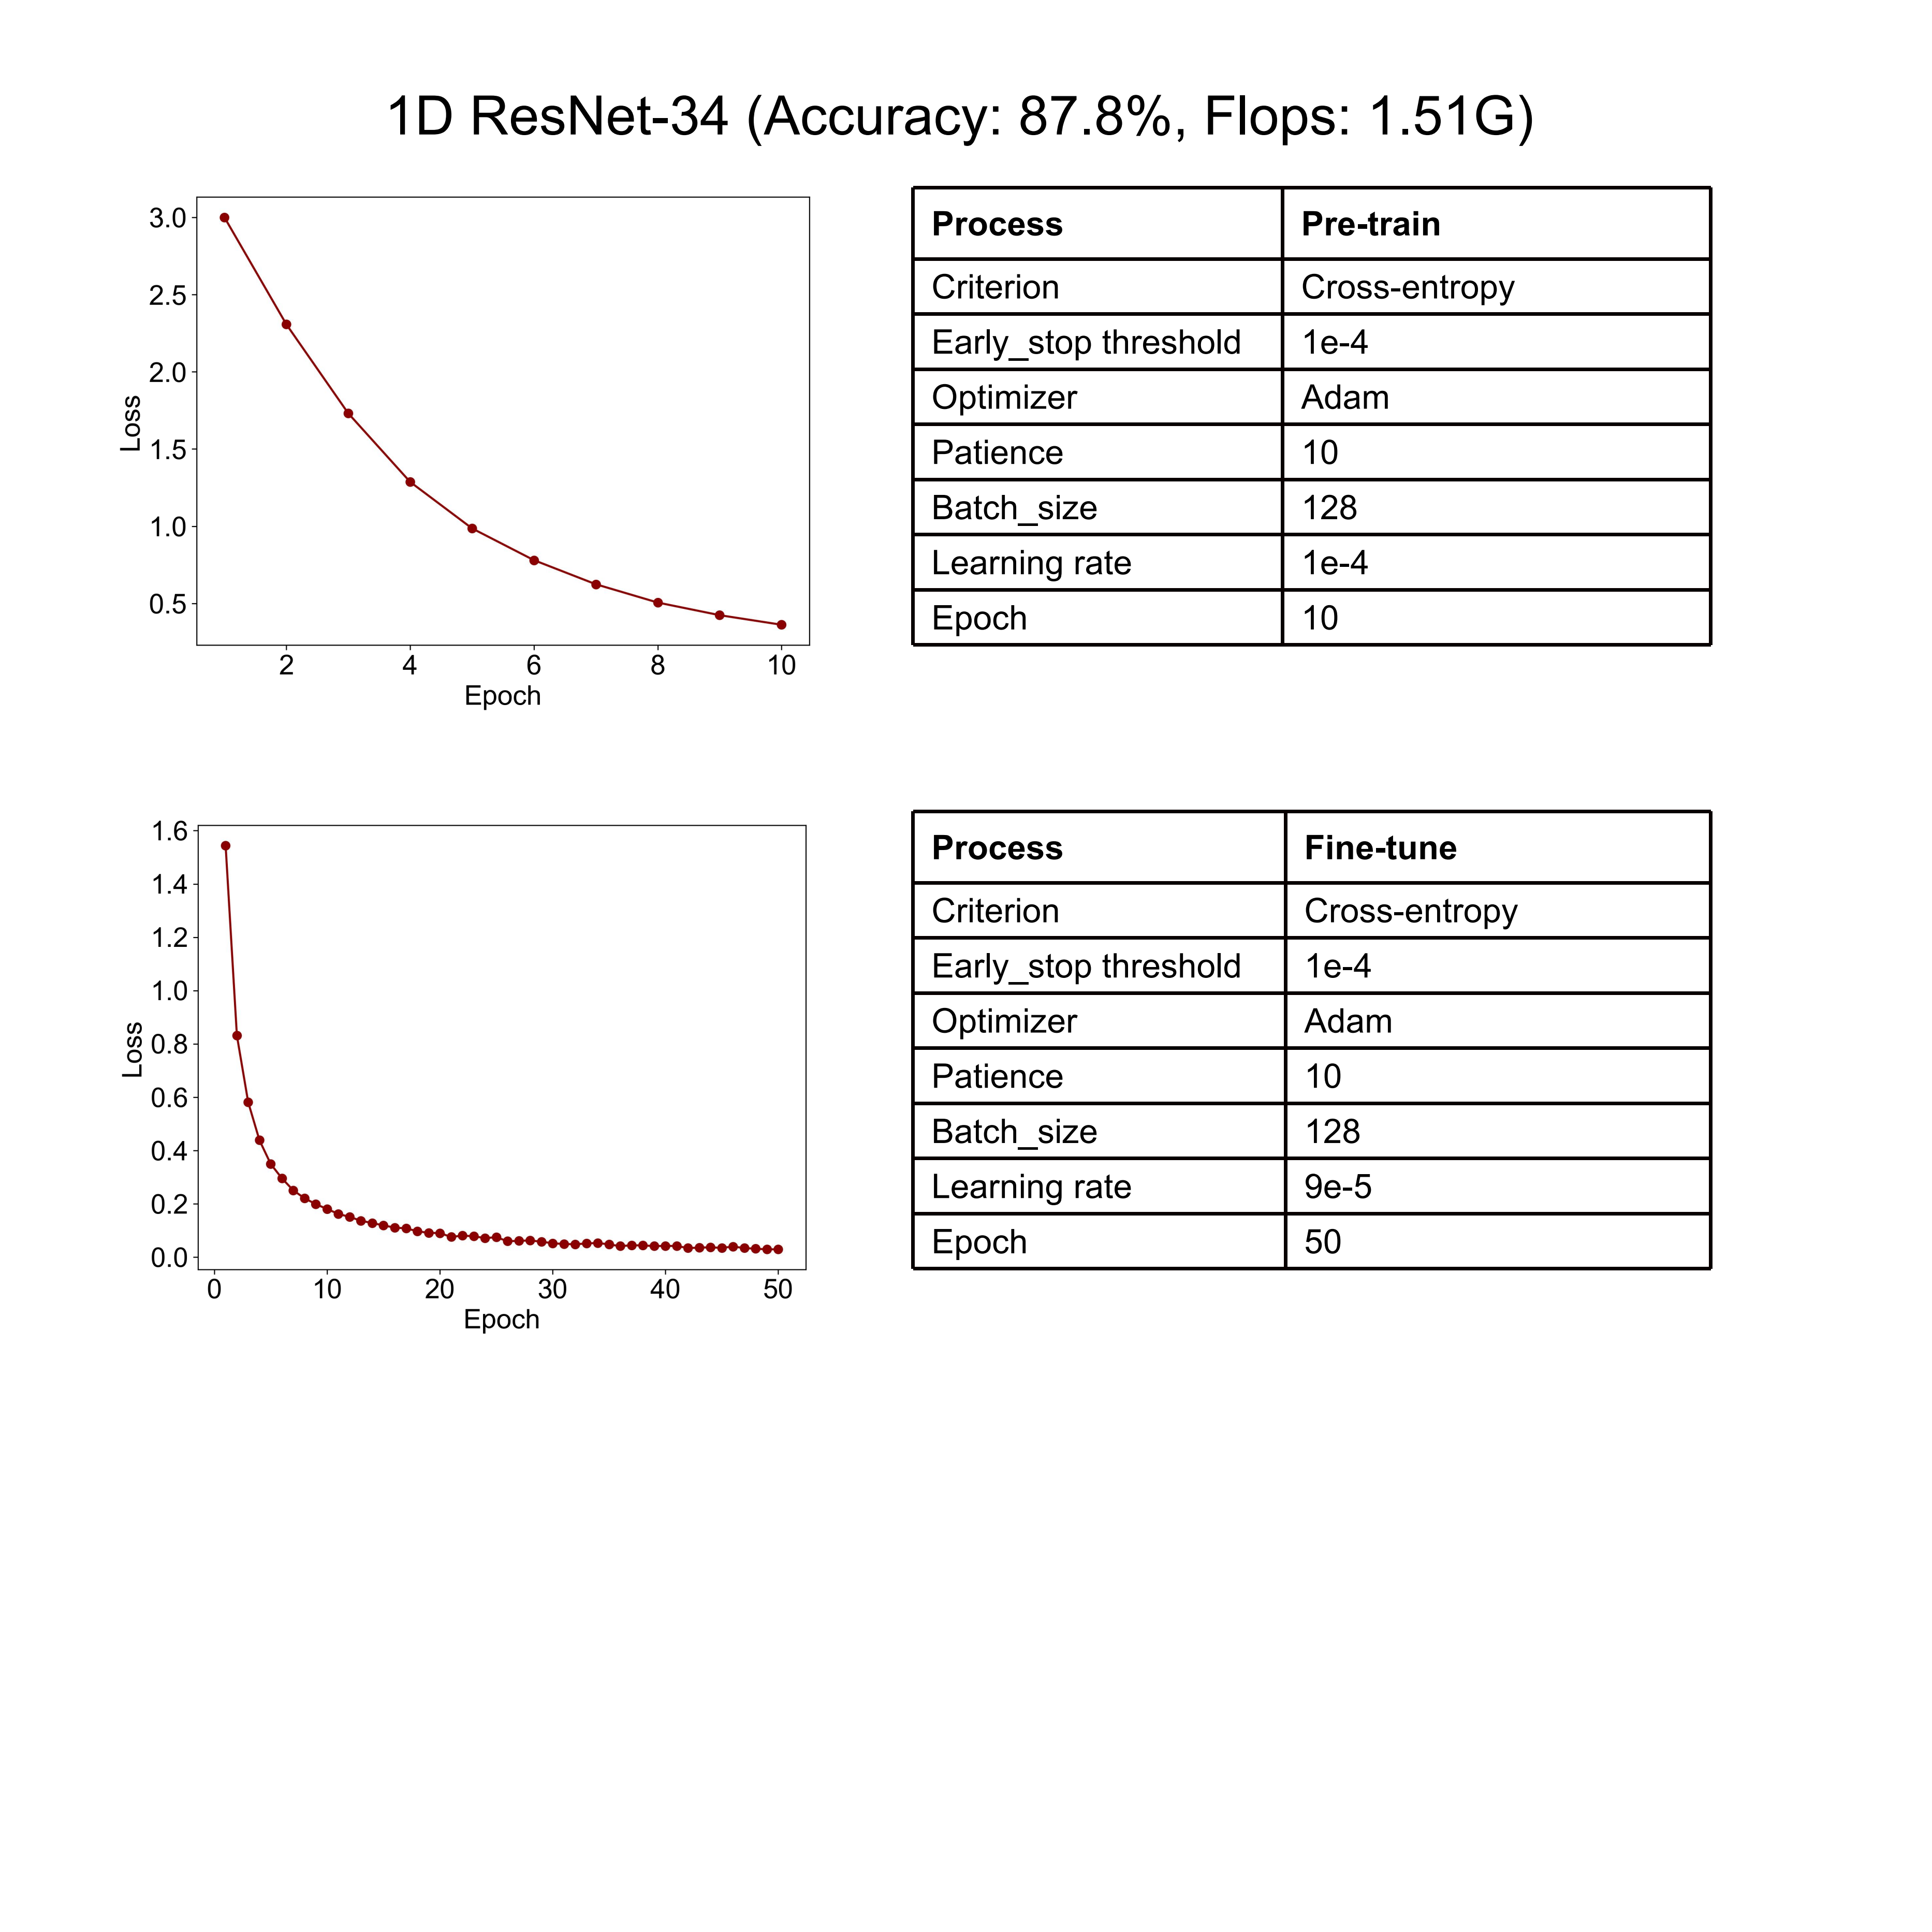 1D ResNet-34 (Accuracy: 87.8%, Flops: 1.51G)
3.0
2.5
2.0
1.5
1.0
0.5
Loss
2 4 6 8 10
Epoch
Process Pre-train
Criterion Cross-entropy
Early_stop threshold 1e-4
Optimizer Adam
Patience 10
Batch_size 128
Learning rate 1e-4
Epoch 10
1.6
1.4
1.2
1.0
0.8
0.6
0.4
0.2
0.0
Loss
0 10 20 30 40 50
Epoch
Process Fine-tune
Criterion Cross-entropy
Early_stop threshold 1e-4
Optimizer Adam
Patience 10
Batch_size 128
Learning rate 9e-5
Epoch 50